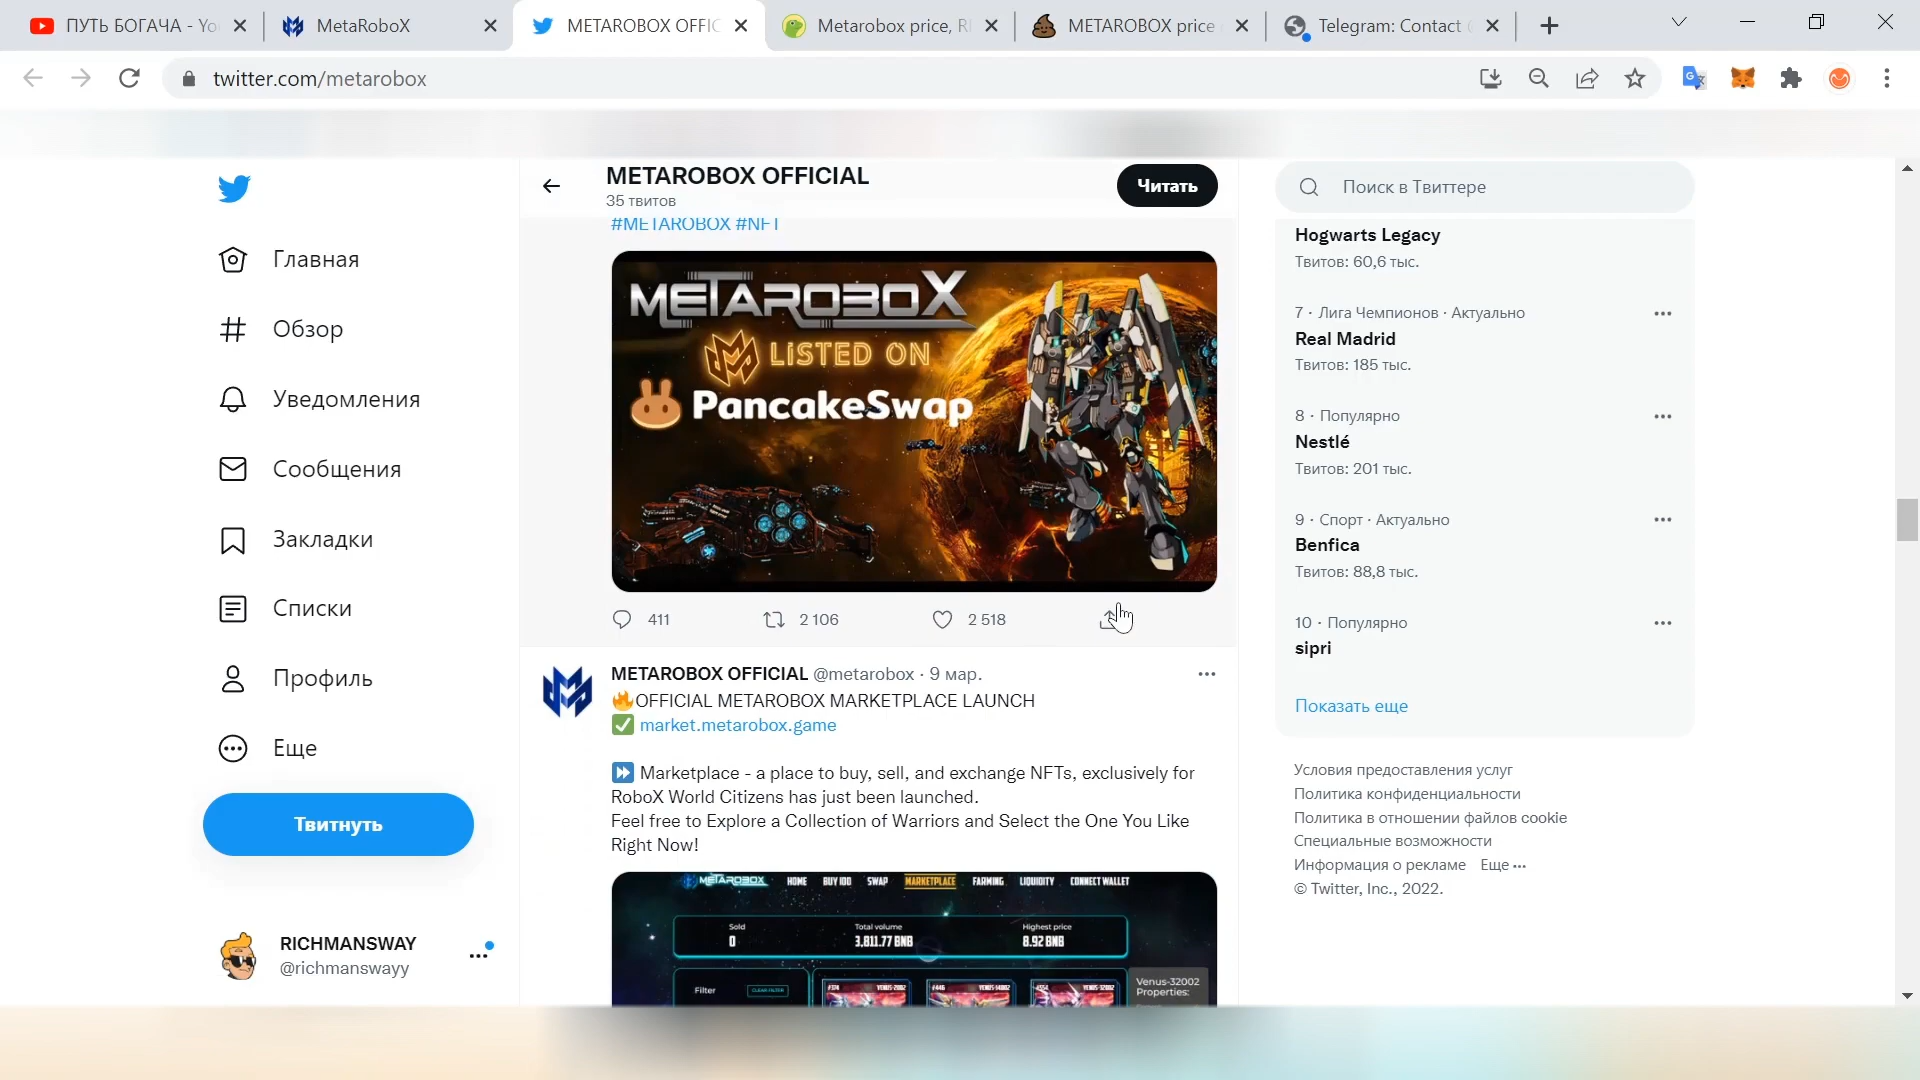 ПУТЬ БОГАЧА - Yo
MetaRoboX
METAROBOX OFFIC
Metarobox price, R
METAROBOX price
Telegram: Contact
twitter.com/metarobox
METAROBOX OFFICIAL
35 твитов
Читать
Поиск в Твиттере
Главная
Обзор
Уведомления
Сообщения
Закладки
Списки
Профиль
Еще
Твитнуть
RICHMANSWAY
@richmanswayy
#METAROBOX #NFT
METAROBOX
LISTED ON
PancakeSwap
411
2 106
2 518
METAROBOX OFFICIAL @metarobox · 9 мар.
🔥OFFICIAL METAROBOX MARKETPLACE LAUNCH
✅ market.metarobox.game
⏩ Marketplace - a place to buy, sell, and exchange NFTs, exclusively for
RoboX World Citizens has just been launched.
Feel free to Explore a Collection of Warriors and Select the One You Like
Right Now!
METAROBOX HOME BUY IDO SWAP MARKETPLACE FARMING LIQUIDITY CONNECT WALLET
Sold Total volume Highest price
0 3,811.77 BNB 8.92 BNB
Filter CLEAR FILTER
Venus-32002
Properties:
Hogwarts Legacy
Твитов: 60,6 тыс.
7 · Лига Чемпионов · Актуально
Real Madrid
Твитов: 185 тыс.
8 · Популярно
Nestlé
Твитов: 201 тыс.
9 · Спорт · Актуально
Benfica
Твитов: 88,8 тыс.
10 · Популярно
sipri
Показать еще
Условия предоставления услуг
Политика конфиденциальности
Политика в отношении файлов cookie
Специальные возможности
Информация о рекламе Еще ···
© Twitter, Inc., 2022.